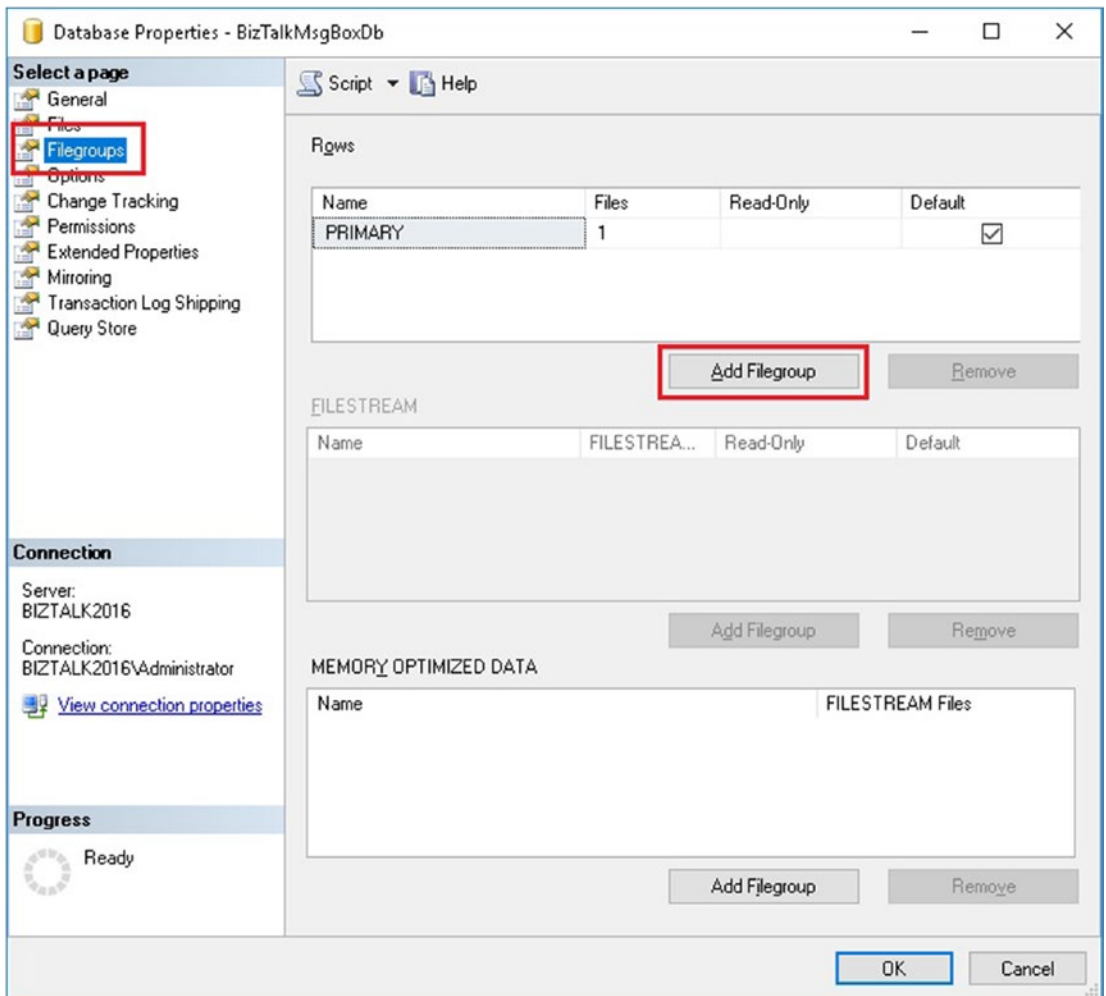 Database Properties - BizTalkMsgBoxDb
Select a page
General
Files
Filegroups
Options
Change Tracking
Permissions
Extended Properties
Mirroring
Transaction Log Shipping
Query Store
Connection
Server:
BIZTALK2016
Connection:
BIZTALK2016\Administrator
View connection properties
Progress
Ready
Script Help
Rows
Name Files Read-Only Default
PRIMARY 1
Add Filegroup Remove
FILESTREAM
Name FILESTREA... Read-Only Default
Add Filegroup Remove
MEMORY OPTIMIZED DATA
Name FILESTREAM Files
Add Filegroup Remove
OK Cancel